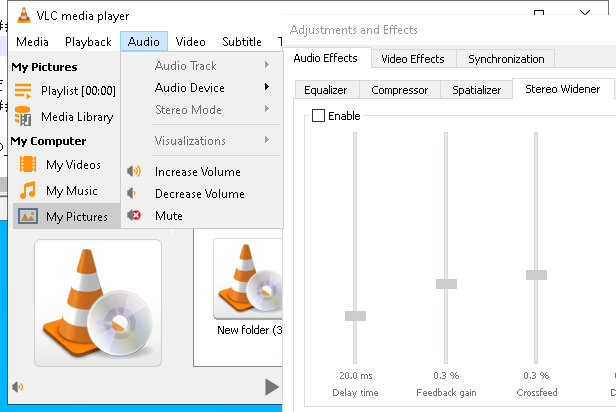 VLC media player
Media Playback Audio Video Subtitle
My Pictures
Playlist [00:00]
Media Library
My Computer
My Videos
My Music
My Pictures
Audio Track
Audio Device
Stereo Mode
Visualizations
Increase Volume
Decrease Volume
Mute
New folder (3
Adjustments and Effects
Audio Effects Video Effects Synchronization
Equalizer Compressor Spatializer Stereo Widener
Enable
20.0 ms 0.3 % 0.3 %
Delay time Feedback gain Crossfeed